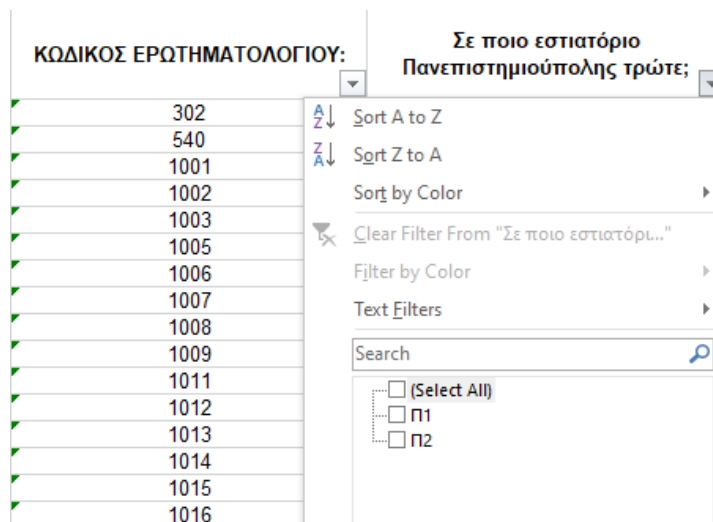 ΚΩΔΙΚΟΣ ΕΡΩΤΗΜΑΤΟΛΟΓΙΟΥ:
Σε ποιο εστιατόριο
Πανεπιστημιούπολης τρώτε;
302
540
1001
1002
1003
1005
1006
1007
1008
1009
1011
1012
1013
1014
1015
1016
Sort A to Z
Sort Z to A
Sort by Color
Clear Filter From "Σε ποιο εστιατόρι..."
Filter by Color
Text Filters
Search
(Select All)
Π1
Π2